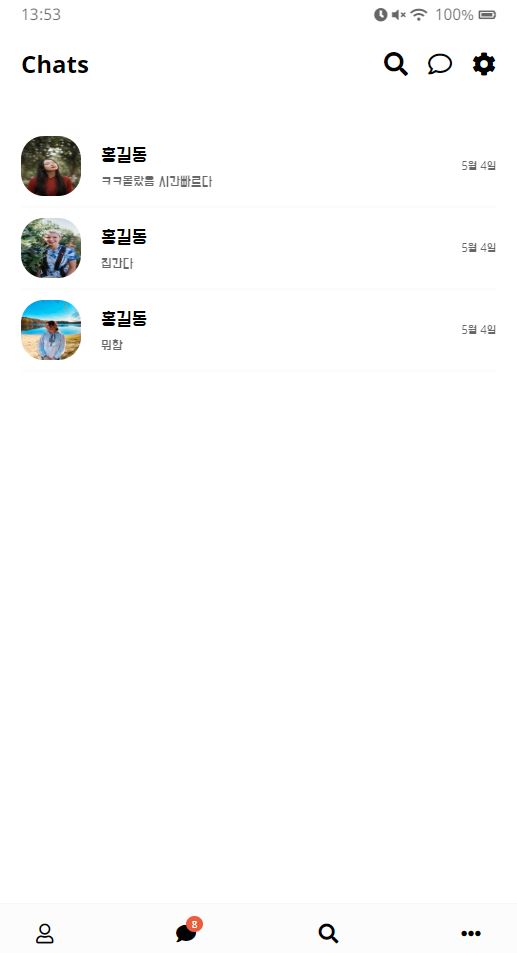 13:53
100%
Chats
홍길동
ㅋㅋ몰랐음 시간빠르다
5월 4일
홍길동
집간다
5월 4일
홍길동
뭐함
5월 4일
8